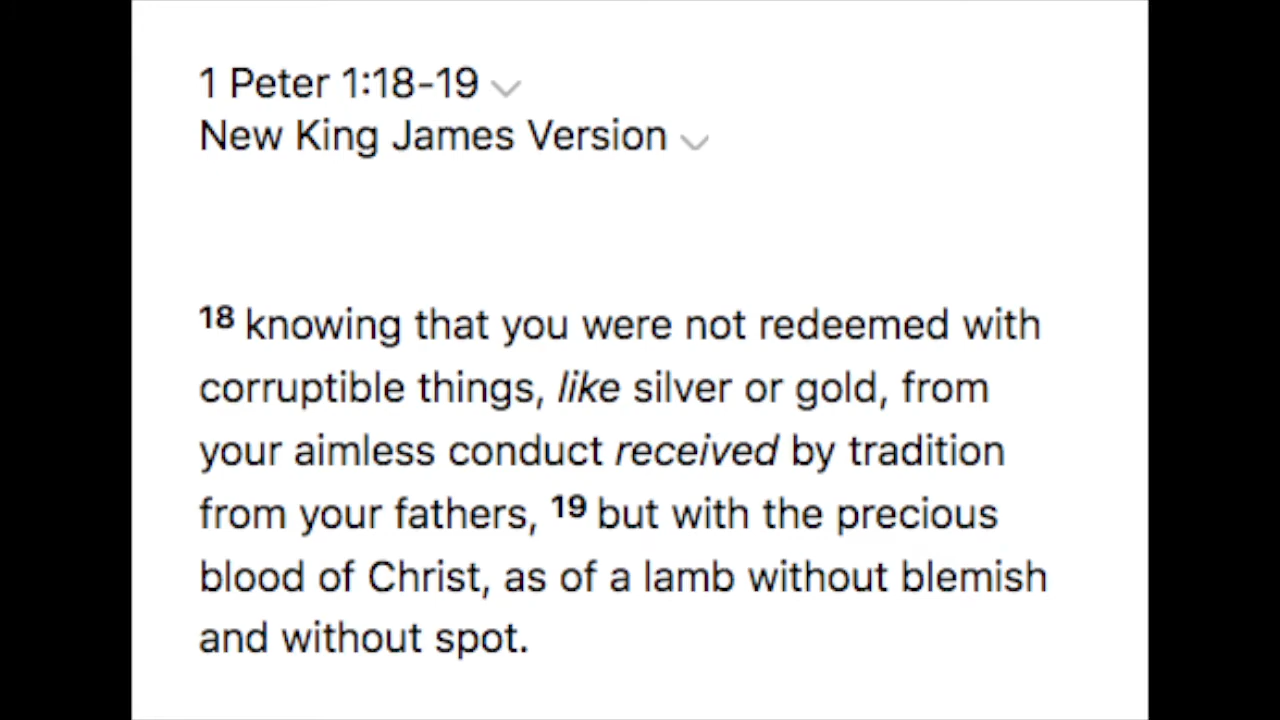 1 Peter 1:18-19
New King James Version
18 knowing that you were not redeemed with
corruptible things, like silver or gold, from
your aimless conduct received by tradition
from your fathers, 19 but with the precious
blood of Christ, as of a lamb without blemish
and without spot.